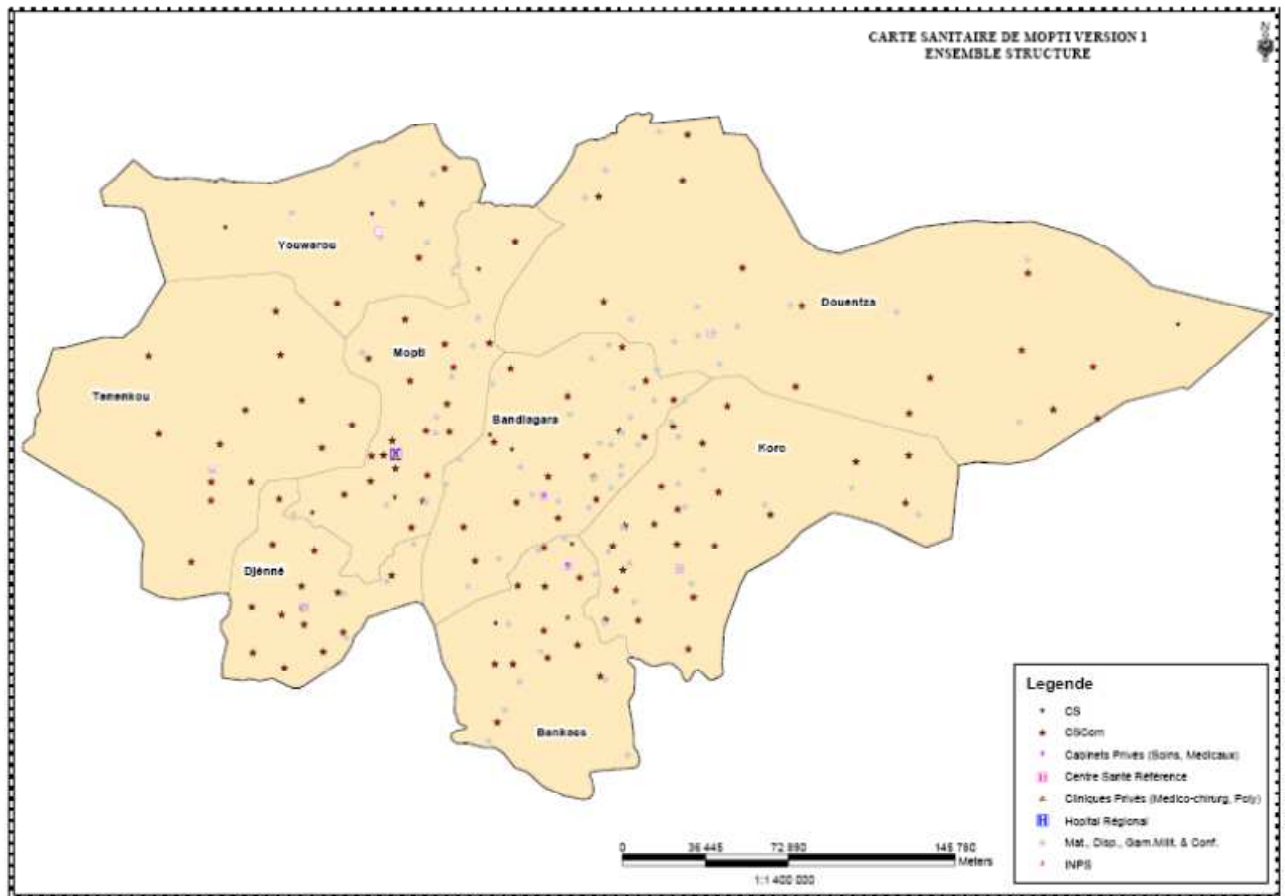 CARTE SANITAIRE DE MOPTI VERSION 1
ENSEMBLE STRUCTURE
Youwarou
Douentza
Mopti
Tenenkou
Bandiagara
Koro
Djénné
Bankass
Legende
CS
CSCom
Cabinets Privés (Soins, Medicaux)
Centre Santé Référence
Cliniques Privés (Medico-chirurg, Poly)
Hopital Régional
Mat., Disp., Garn.Milit. & Conf.
INPS
0 36 445 72 890 145 780
Meters
1:1 400 000